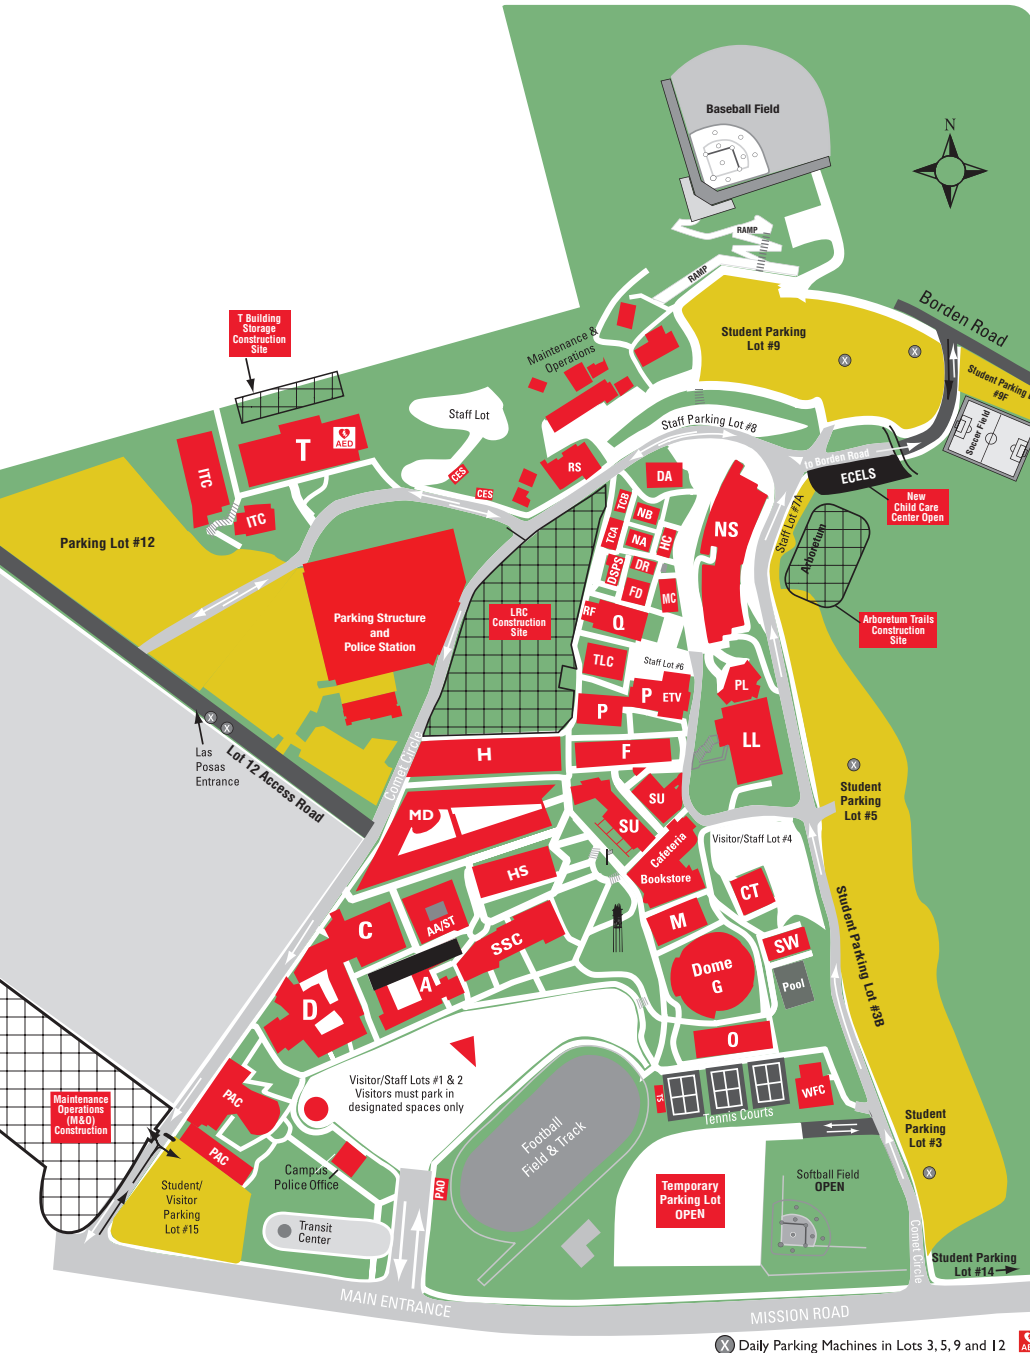 Baseball Field
N
RAMP
RAMP
Borden Road
Student Parking
Lot #9
X
X
T Building
Storage
Construction
Site
Maintenance &
Operations
Student Parking
#9F
Soccer Field
Staff Lot
Staff Parking Lot #8
to Borden Road
ECELS
T
AED
ITC
ITC
CES
CES
RS
DA
New
Child Care
Center Open
TCB
NB
TCA
NA
HC
NS
Staff Lot #7A
Arboretum
DSPS
DR
FD
MC
Parking Lot #12
Parking Structure
and
Police Station
LRC
Construction
Site
RF
Q
Arboretum Trails
Construction
Site
TLC
Staff Lot #6
P
ETV
P
PL
LL
X
X
Las
Posas
Entrance
Lot 12 Access Road
Comet Circle
H
F
X
Student
Parking
Lot #5
MD
SU
SU
Cafeteria
Bookstore
Visitor/Staff Lot #4
HS
CT
C
AA/ST
SSC
M
SW
Student Parking Lot #3B
A
Dome
G
Pool
D
O
Visitor/Staff Lots #1 & 2
Visitors must park in
designated spaces only
PAC
TS
Tennis Courts
WFC
Maintenance
Operations
(M&O)
Construction
PAC
Football
Field & Track
Student
Parking
Lot #3
X
Campus
Police Office
PAO
Student/
Visitor
Parking
Lot #15
Temporary
Parking Lot
OPEN
Softball Field
OPEN
Transit
Center
Comet Circle
Student Parking
Lot #14
MAIN ENTRANCE
MISSION ROAD
X Daily Parking Machines in Lots 3, 5, 9 and 12